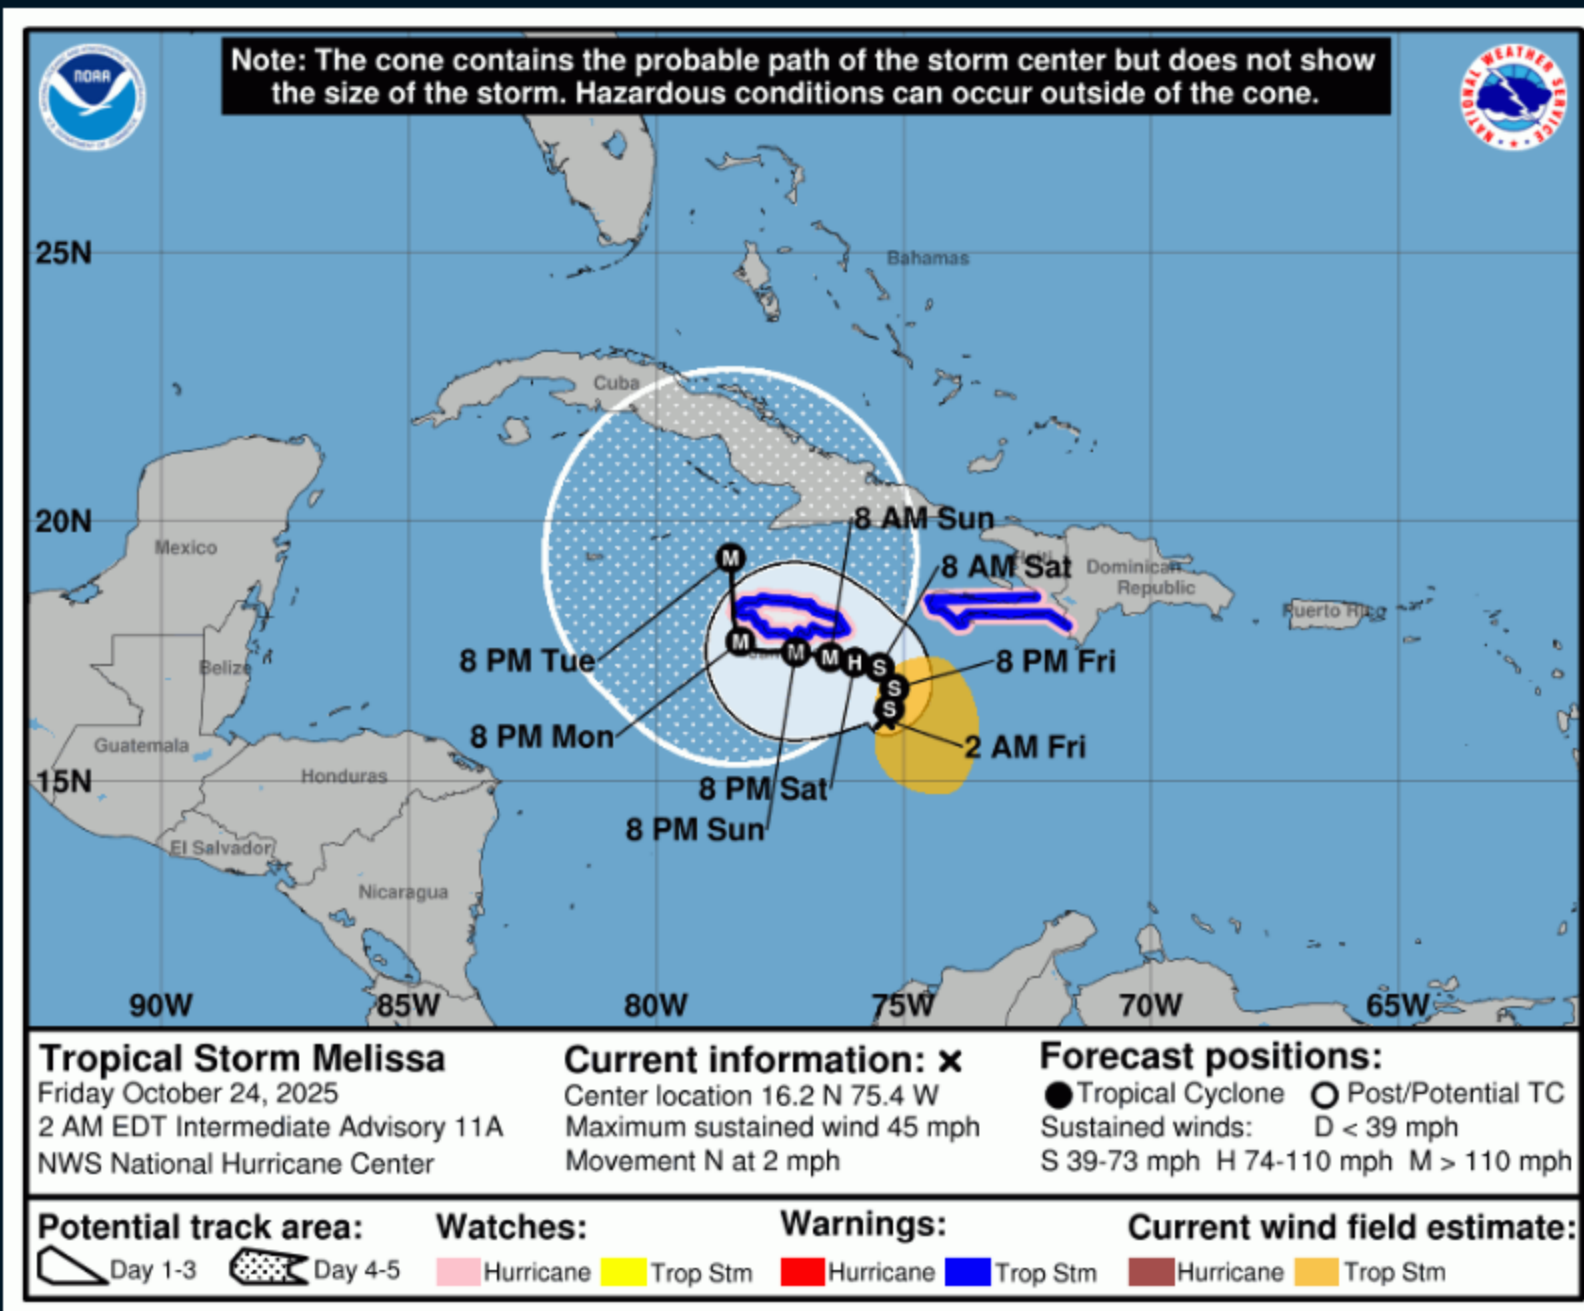 Note: The cone contains the probable path of the storm center but does not show
the size of the storm. Hazardous conditions can occur outside of the cone.
NOAA
NATIONAL WEATHER SERVICE
25N
Bahamas
Cuba
20N
8 AM Sun
Mexico
8 AM Sat
Haiti
Dominican
Republic
Puerto Rico
8 PM Tue
M
M
M
M
H
S
S
S
8 PM Fri
Belize
8 PM Mon
2 AM Fri
Guatemala
Honduras
15N
8 PM Sat
8 PM Sun
El Salvador
Nicaragua
90W
85W
80W
75W
70W
65W
Tropical Storm Melissa
Friday October 24, 2025
2 AM EDT Intermediate Advisory 11A
NWS National Hurricane Center
Current information: ×
Center location 16.2 N 75.4 W
Maximum sustained wind 45 mph
Movement N at 2 mph
Forecast positions:
Tropical Cyclone Post/Potential TC
Sustained winds: D < 39 mph
S 39-73 mph H 74-110 mph M > 110 mph
Potential track area:
Day 1-3 Day 4-5
Watches:
Hurricane Trop Stm
Warnings:
Hurricane Trop Stm
Current wind field estimate:
Hurricane Trop Stm